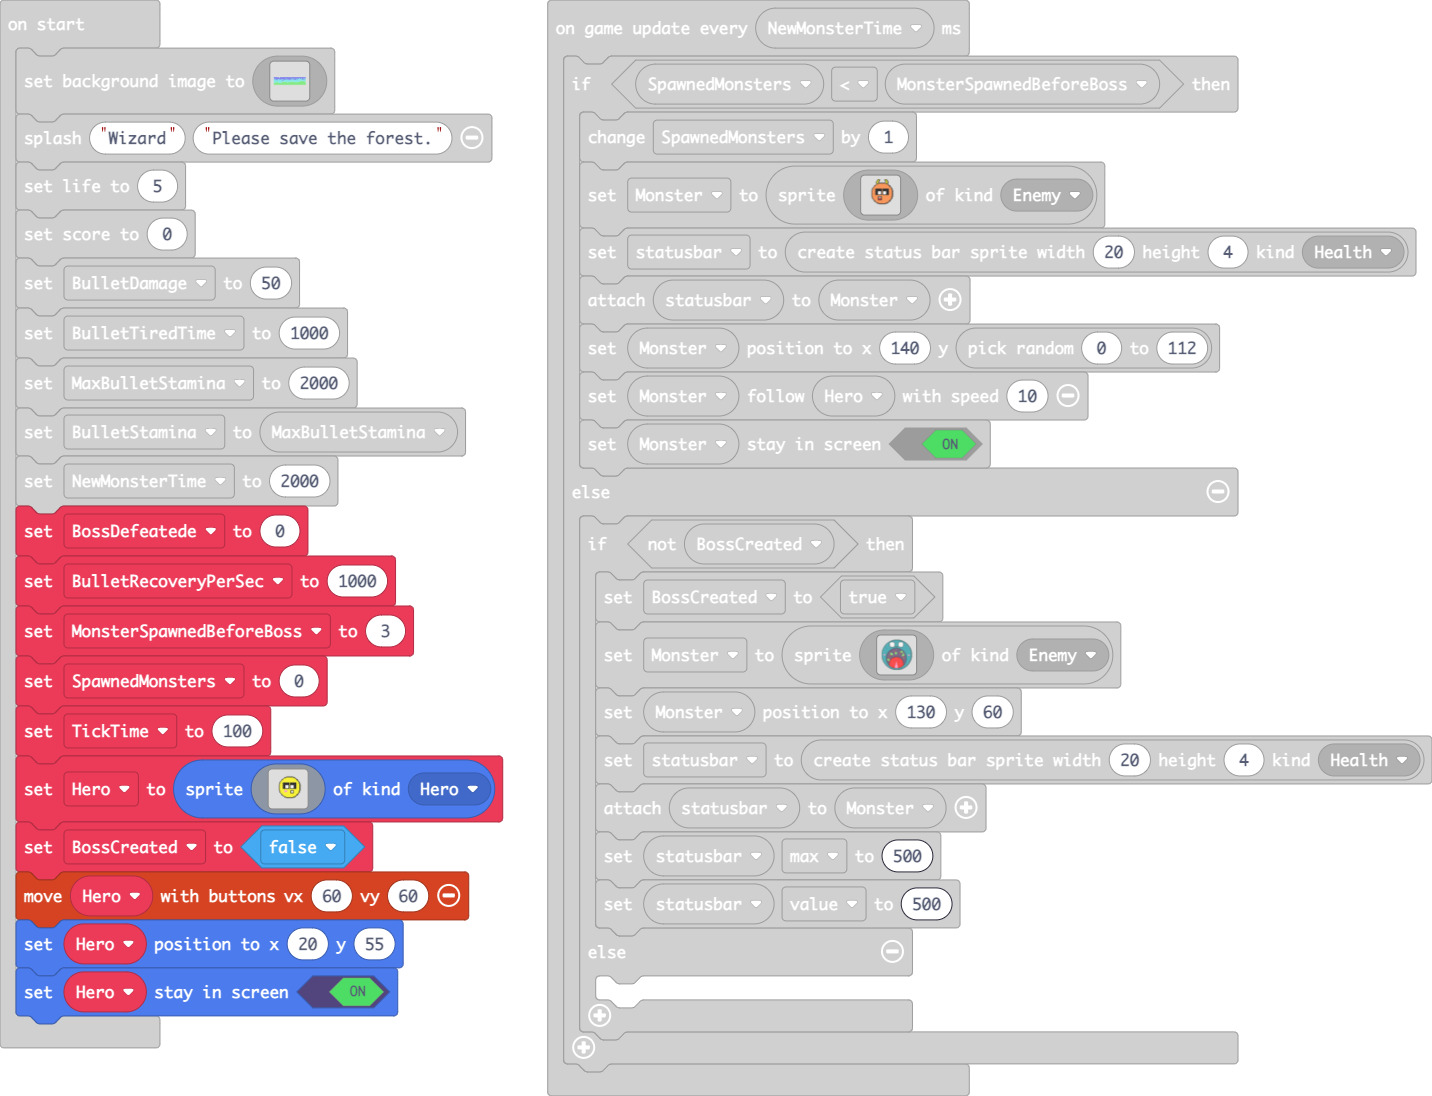 on start
set background image to
splash "Wizard" "Please save the forest."
set life to 5
set score to 0
set BulletDamage to 50
set BulletTiredTime to 1000
set MaxBulletStamina to 2000
set BulletStamina to MaxBulletStamina
set NewMonsterTime to 2000
set BossDefeatede to 0
set BulletRecoveryPerSec to 1000
set MonsterSpawnedBeforeBoss to 3
set SpawnedMonsters to 0
set TickTime to 100
set Hero to sprite of kind Hero
set BossCreated to false
move Hero with buttons vx 60 vy 60
set Hero position to x 20 y 55
set Hero stay in screen ON
on game update every NewMonsterTime ms
if SpawnedMonsters < MonsterSpawnedBeforeBoss then
change SpawnedMonsters by 1
set Monster to sprite of kind Enemy
set statusbar to create status bar sprite width 20 height 4 kind Health
attach statusbar to Monster
set Monster position to x 140 y pick random 0 to 112
set Monster follow Hero with speed 10
set Monster stay in screen ON
else
if not BossCreated then
set BossCreated to true
set Monster to sprite of kind Enemy
set Monster position to x 130 y 60
set statusbar to create status bar sprite width 20 height 4 kind Health
attach statusbar to Monster
set statusbar max to 500
set statusbar value to 500
else